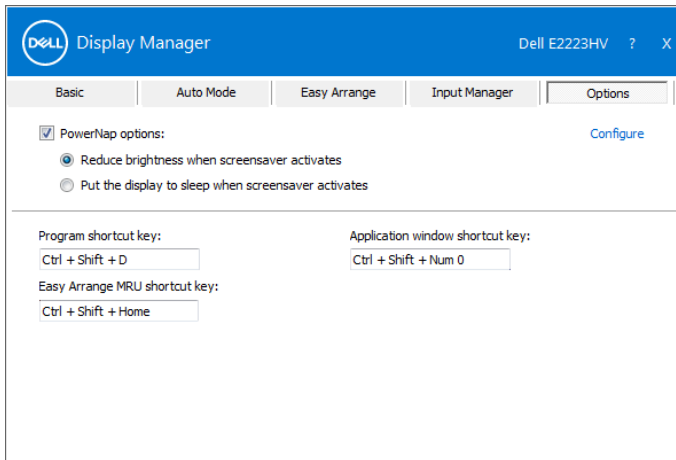 DELL Display Manager Dell E2223HV ? X
Basic Auto Mode Easy Arrange Input Manager Options
PowerNap options: Configure
Reduce brightness when screensaver activates
Put the display to sleep when screensaver activates
Program shortcut key: Application window shortcut key:
Ctrl + Shift + D Ctrl + Shift + Num 0
Easy Arrange MRU shortcut key:
Ctrl + Shift + Home